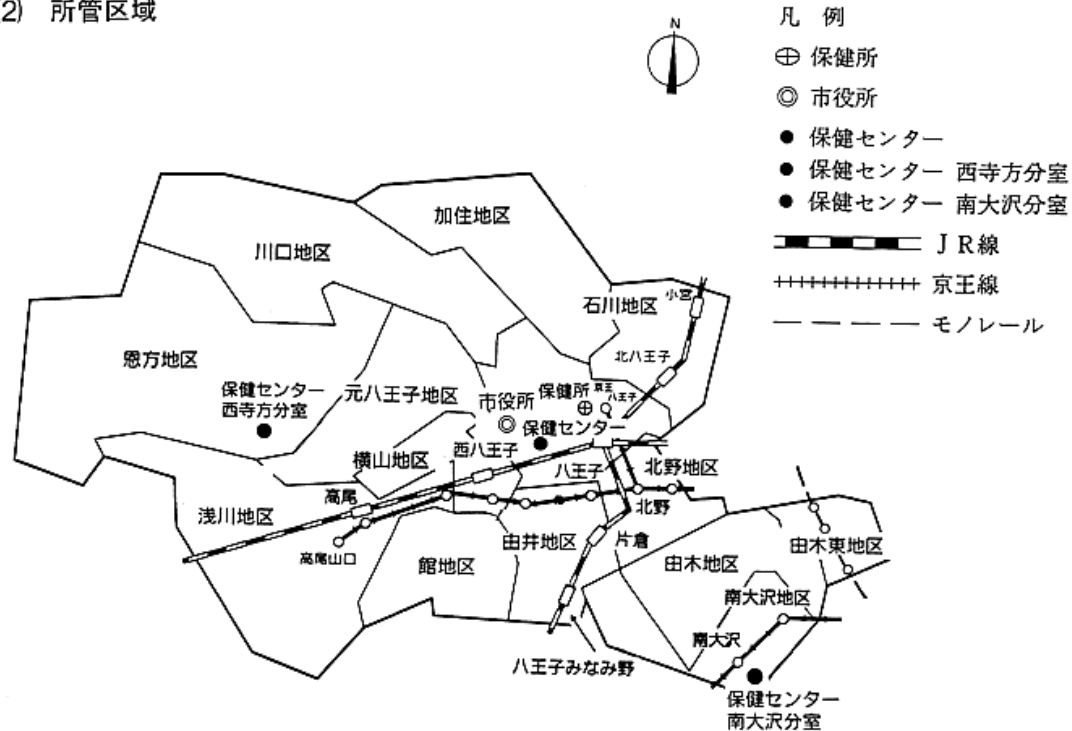 2) 所管区域
N
凡 例
保健所
市役所
保健センター
保健センター 西寺方分室
保健センター 南大沢分室
JR線
京王線
モノレール
加住地区
川口地区
石川地区
小宮
北八王子
恩方地区
保健センター
西寺方分室
元八王子地区
市役所
保健所
京王
八王子
保健センター
西八王子
横山地区
八王子
北野地区
高尾
北野
浅川地区
高尾山口
館地区
由井地区
片倉
由木地区
由木東地区
南大沢地区
南大沢
八王子みなみ野
保健センター
南大沢分室